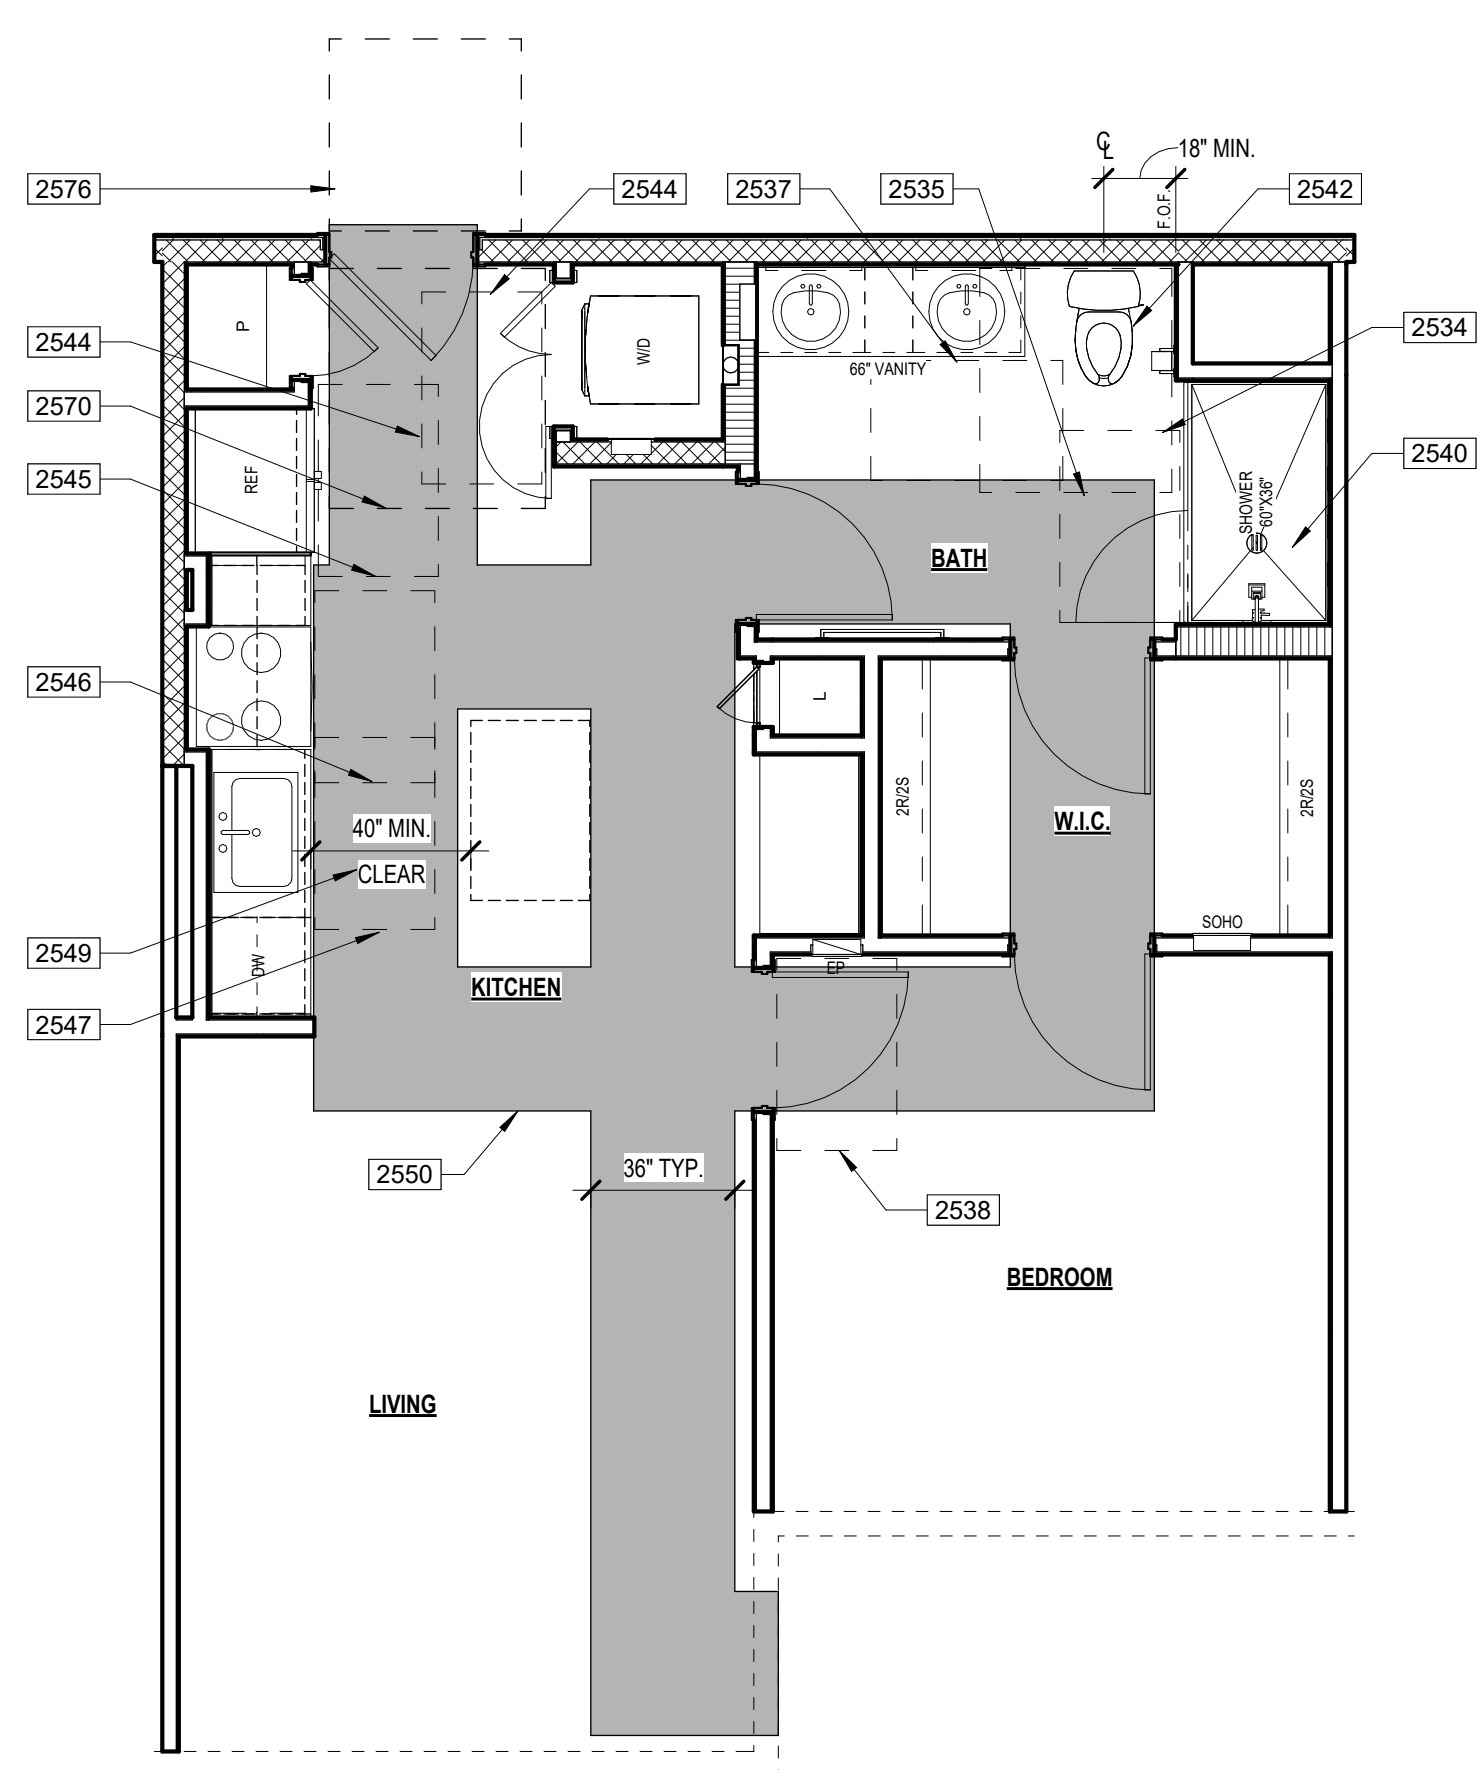 ℄
18" MIN.
2576
2544
2537
2535
F.O.F.
2542
P
2544
W/D
2534
66" VANITY
2570
2545
REF
SHOWER
60"X36"
2540
BATH
2546
L
40" MIN.
CLEAR
2R/2S
W.I.C.
2R/2S
SOHO
2549
DW
EP
KITCHEN
2547
2550
36" TYP.
2538
BEDROOM
LIVING